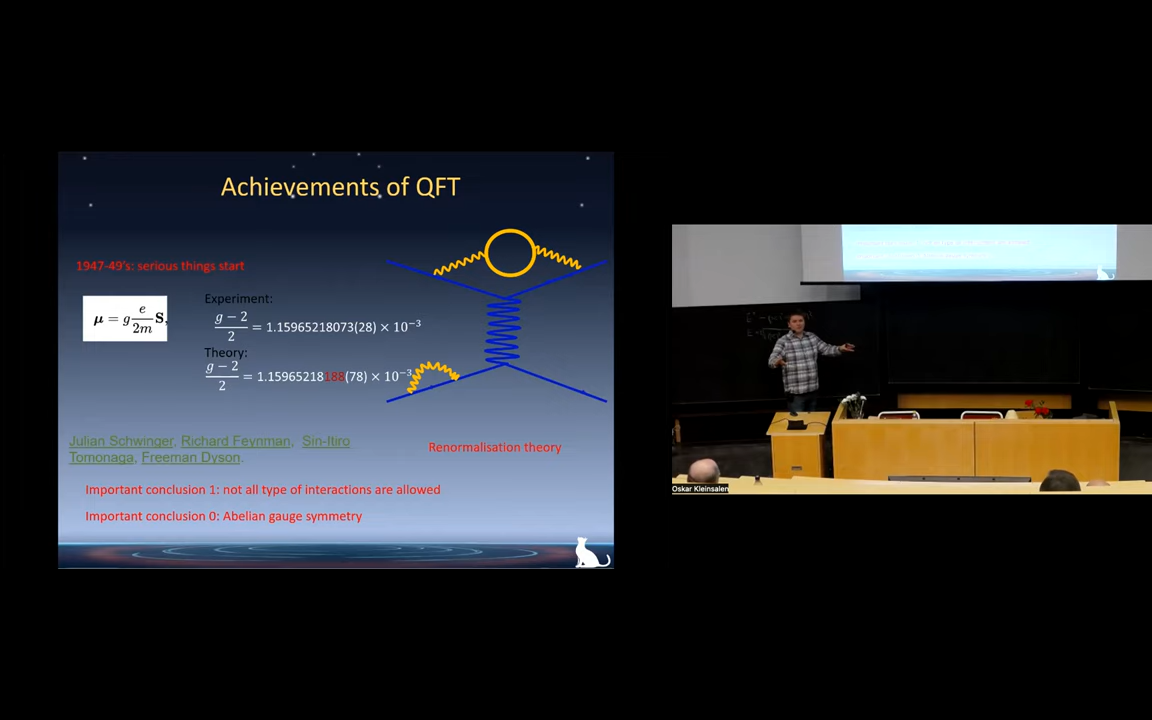 Achievements of QFT
1947-49's: serious things start
μ = g e/2m S,
Experiment:
g − 2/2 = 1.15965218073(28) × 10⁻³
Theory:
g − 2/2 = 1.15965218188(78) × 10⁻³
Julian Schwinger, Richard Feynman, Sin-Itiro
Tomonaga, Freeman Dyson.
Renormalisation theory
Important conclusion 1: not all type of interactions are allowed
Important conclusion 0: Abelian gauge symmetry
Oskar Kleinsalen